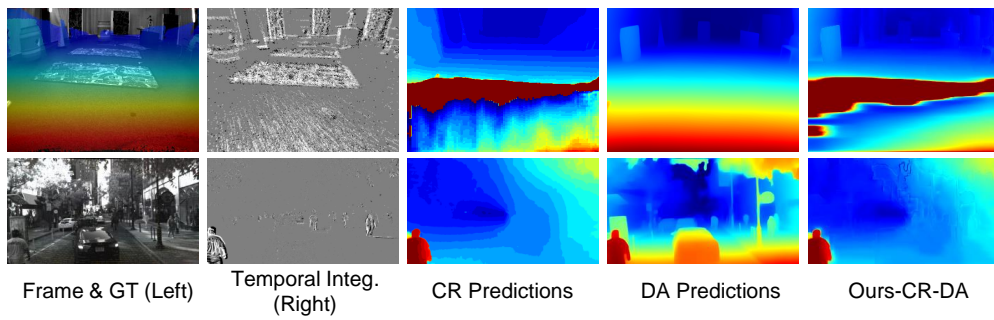 Frame & GT (Left)
Temporal Integ.
(Right)
CR Predictions
DA Predictions
Ours-CR-DA